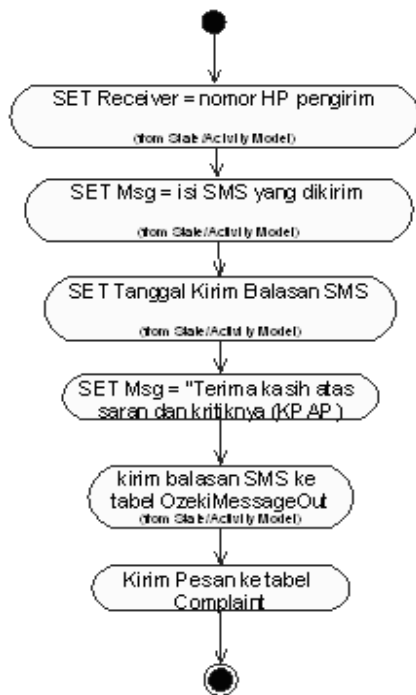 SET Receiver = nomor HP pengirim
(from State/Activity Model)
SET Msg = isi SMS yang dikirim
(from State/Activity Model)
SET Tanggal Kirim Balasan SMS
(from State/Activity Model)
SET Msg = "Terima kasih atas
saran dan kritiknya (KPAP)
kirim balasan SMS ke
tabel OzekiMessageOut
(from State/Activity Model)
Kirim Pesan ke tabel
Complaint